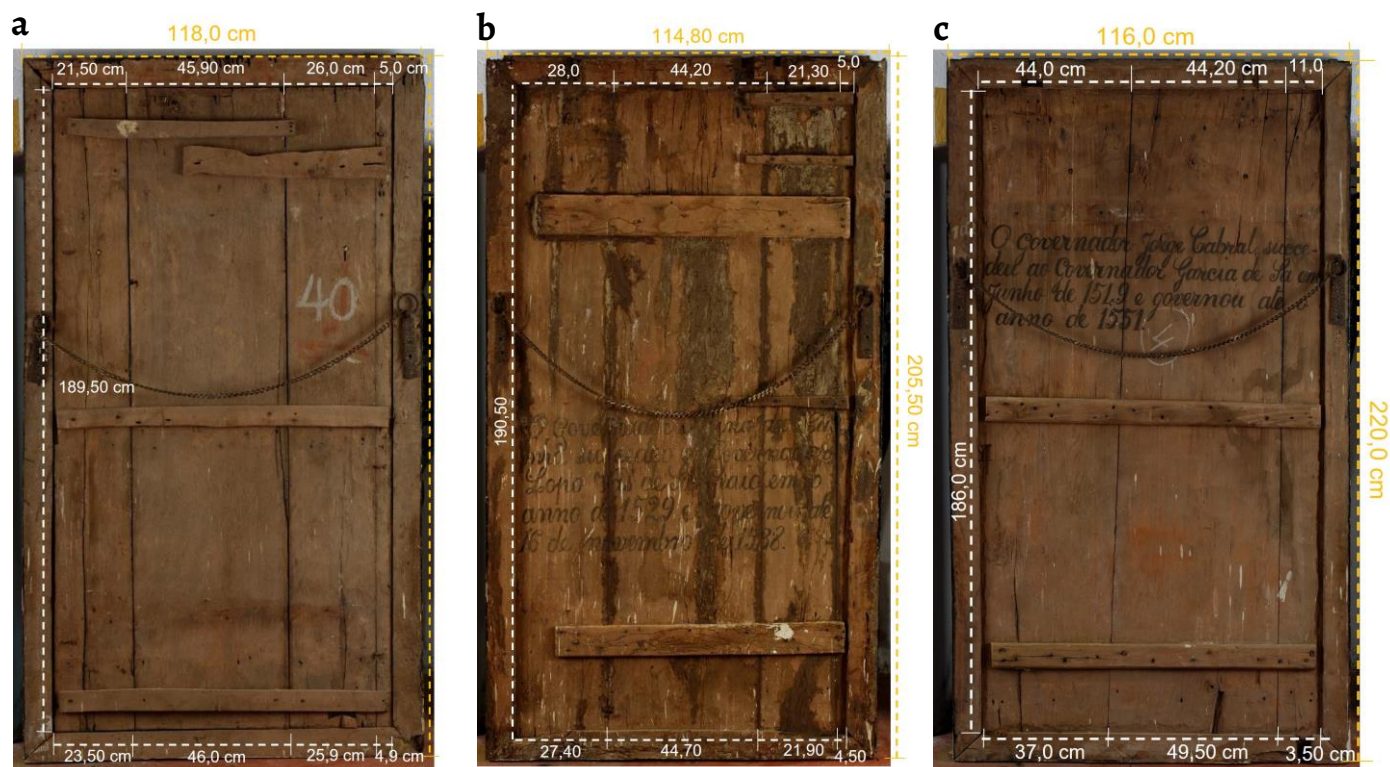 a
118,0 cm
21,50 cm 45,90 cm 26,0 cm 5,0 cm
40
189,50 cm
23,50 cm 46,0 cm 25,9 cm 4,9 cm
b
114,80 cm
28,0 44,20 21,30 5,0
190,50
205,50 cm
Lopo
anno de 1529
16 de novembro 1538.
27,40 44,70 21,90 4,50
c
116,0 cm
44,0 cm 44,20 cm 11,0
O governador Jorge Cabral succe-
deu ao Governador Garcia de Sá em
Junho de 1519 e governou até o
anno de 1551.
186,0 cm
220,0 cm
37,0 cm 49,50 cm 3,50 cm